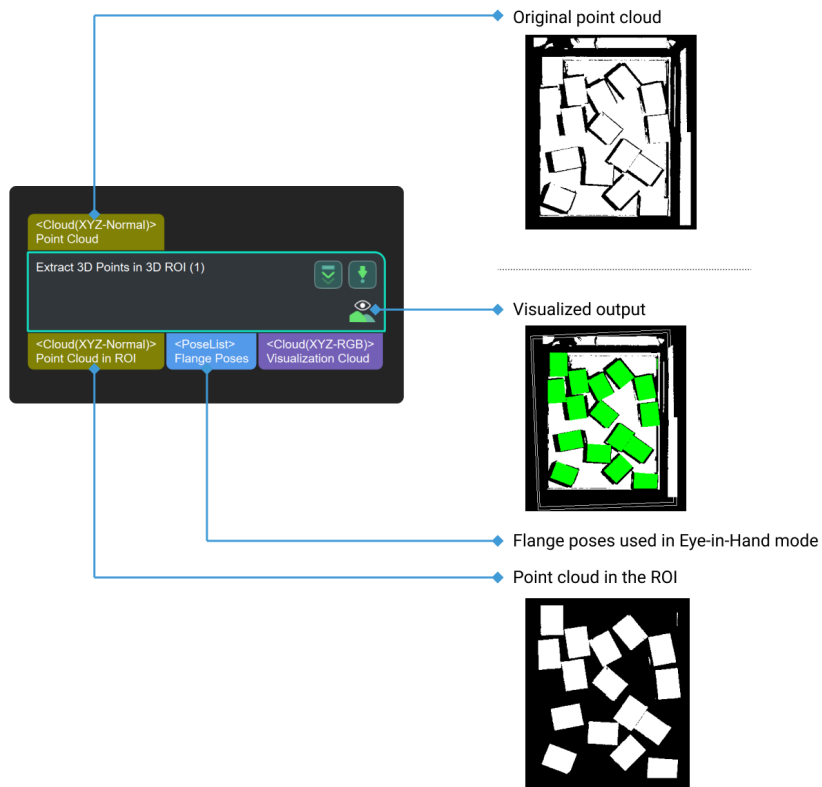 Original point cloud
<Cloud(XYZ-Normal)>
Point Cloud
Extract 3D Points in 3D ROI (1)
Visualized output
<Cloud(XYZ-Normal)>
Point Cloud in ROI
<PoseList>
Flange Poses
<Cloud(XYZ-RGB)>
Visualization Cloud
Flange poses used in Eye-in-Hand mode
Point cloud in the ROI